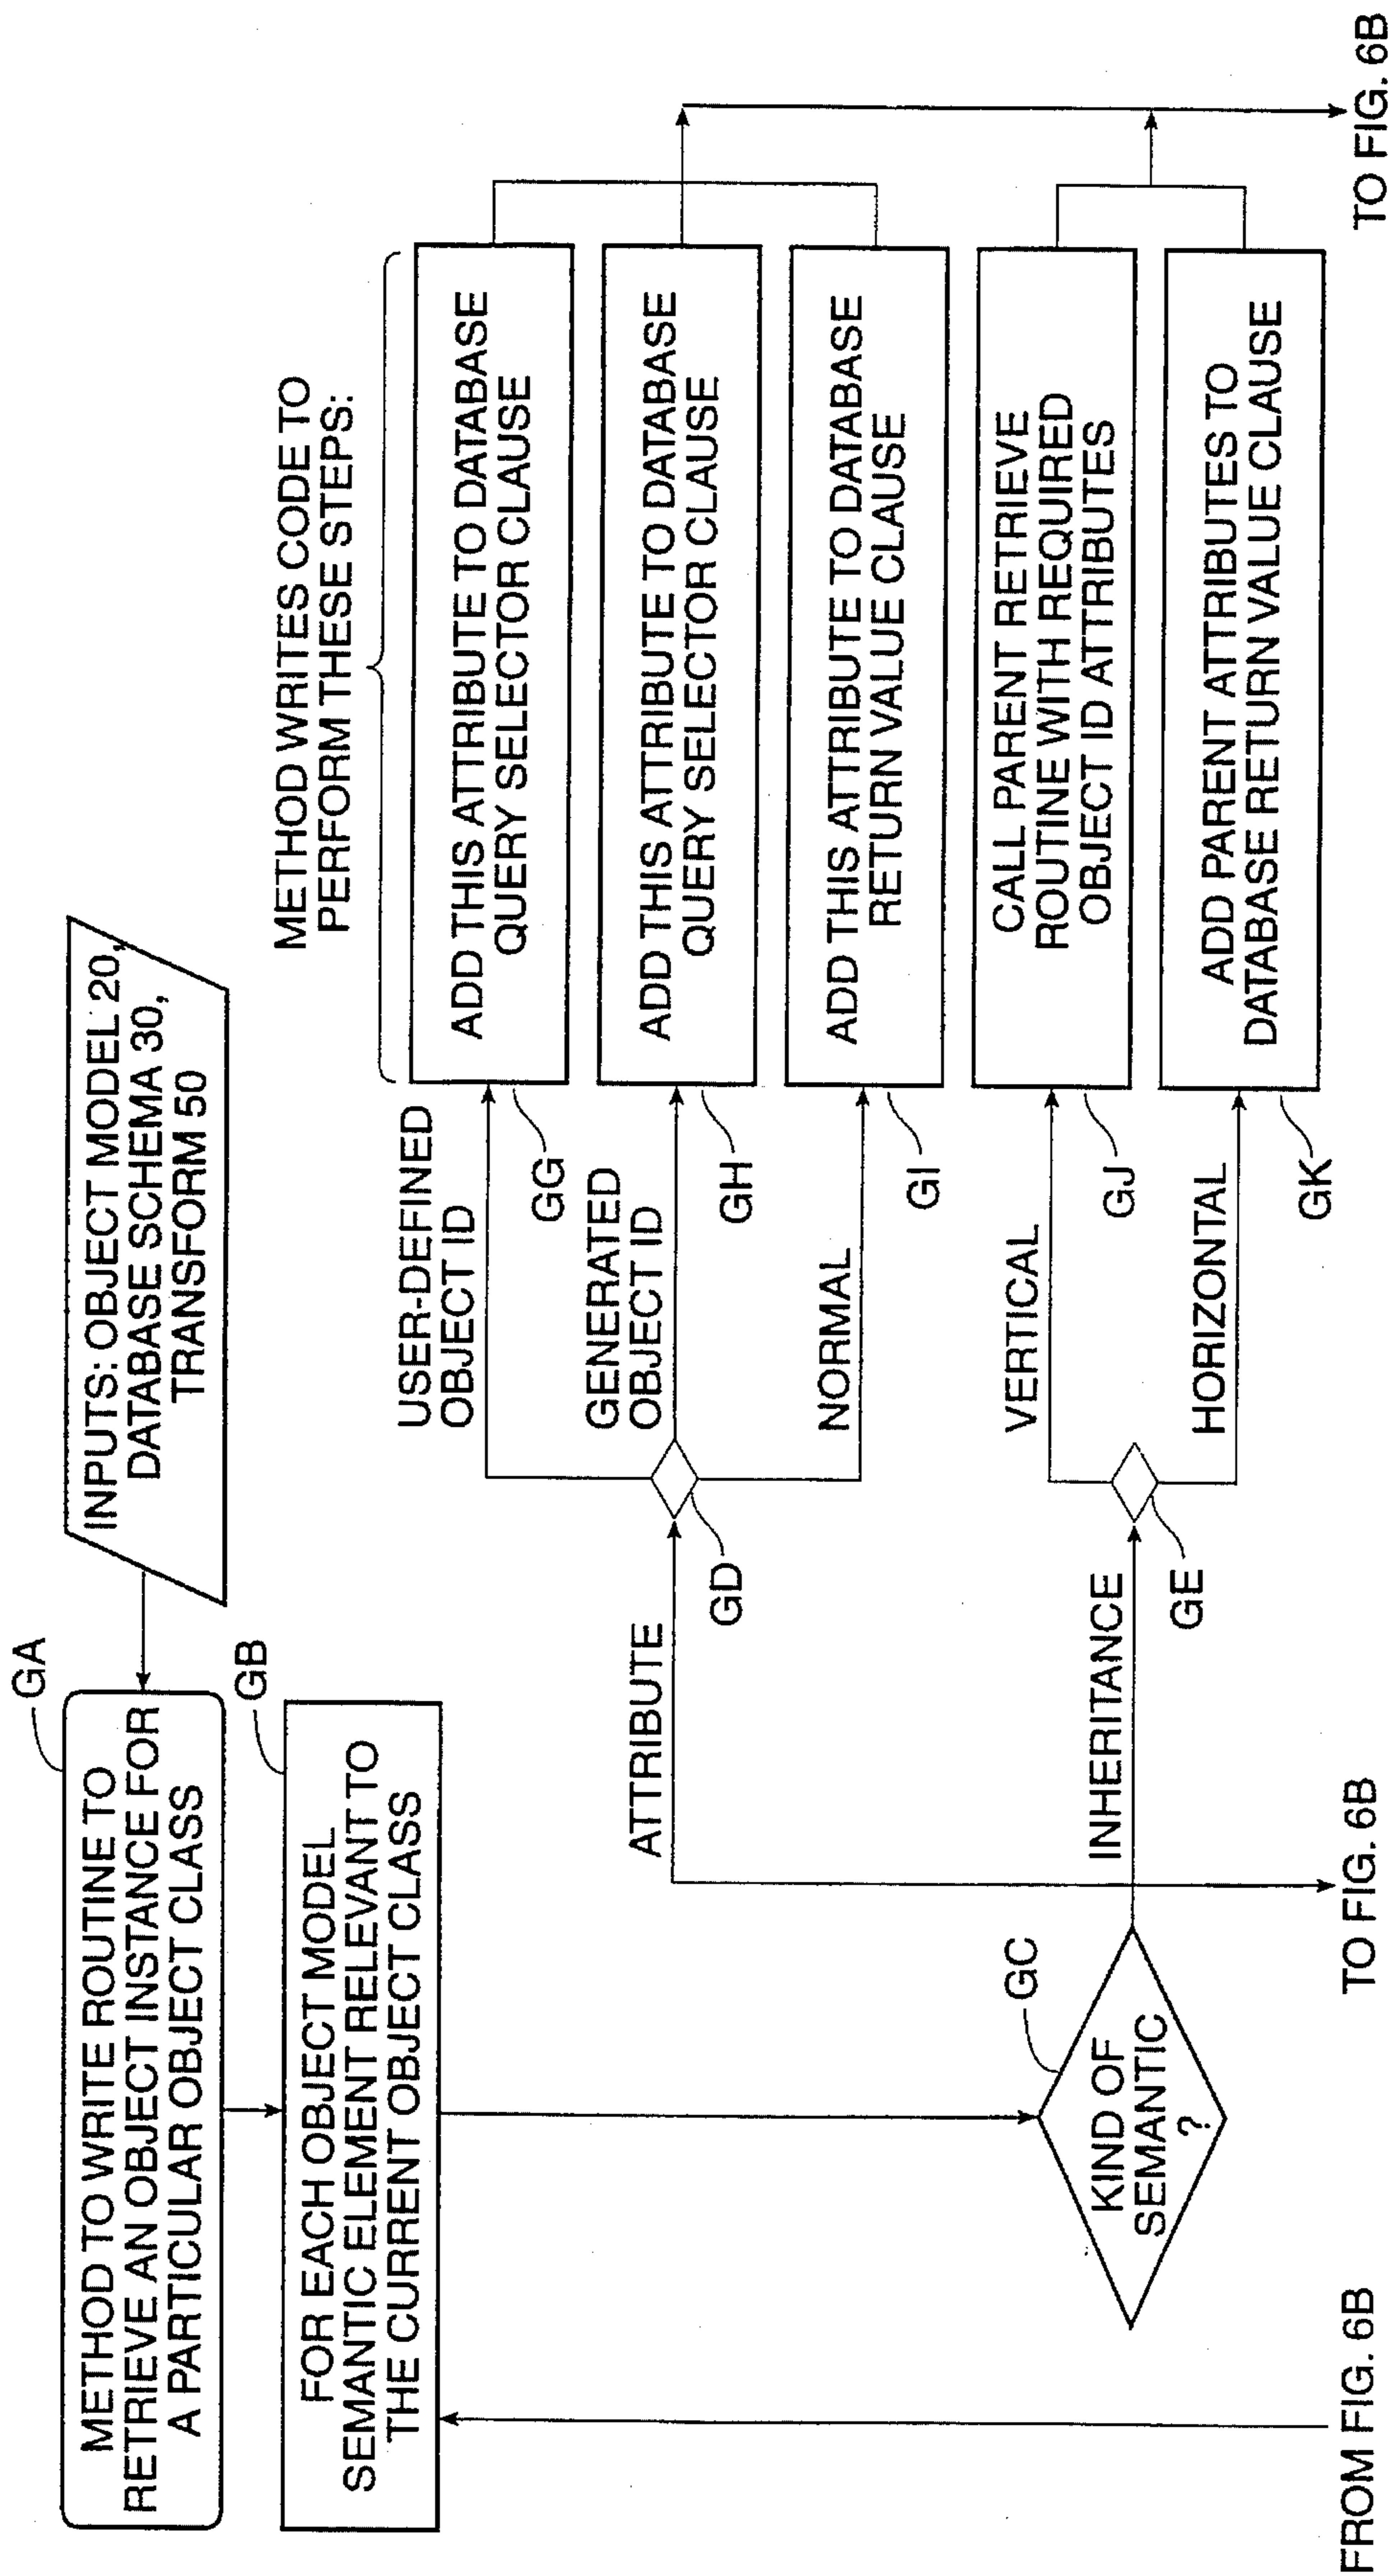 GA
METHOD TO WRITE ROUTINE TO
RETRIEVE AN OBJECT INSTANCE FOR
A PARTICULAR OBJECT CLASS
INPUTS: OBJECT MODEL 20,
DATABASE SCHEMA 30,
TRANSFORM 50
GB
FOR EACH OBJECT MODEL
SEMANTIC ELEMENT RELEVANT TO
THE CURRENT OBJECT CLASS
METHOD WRITES CODE TO
PERFORM THESE STEPS:
USER-DEFINED
OBJECT ID
ADD THIS ATTRIBUTE TO DATABASE
QUERY SELECTOR CLAUSE
GG
GENERATED
OBJECT ID
ADD THIS ATTRIBUTE TO DATABASE
QUERY SELECTOR CLAUSE
GH
ATTRIBUTE
GD
NORMAL
ADD THIS ATTRIBUTE TO DATABASE
RETURN VALUE CLAUSE
GI
VERTICAL
CALL PARENT RETRIEVE
ROUTINE WITH REQUIRED
OBJECT ID ATTRIBUTES
GJ
GC
KIND OF
SEMANTIC
?
INHERITANCE
GE
HORIZONTAL
ADD PARENT ATTRIBUTES TO
DATABASE RETURN VALUE CLAUSE
GK
FROM FIG. 6B
TO FIG. 6B
TO FIG. 6B